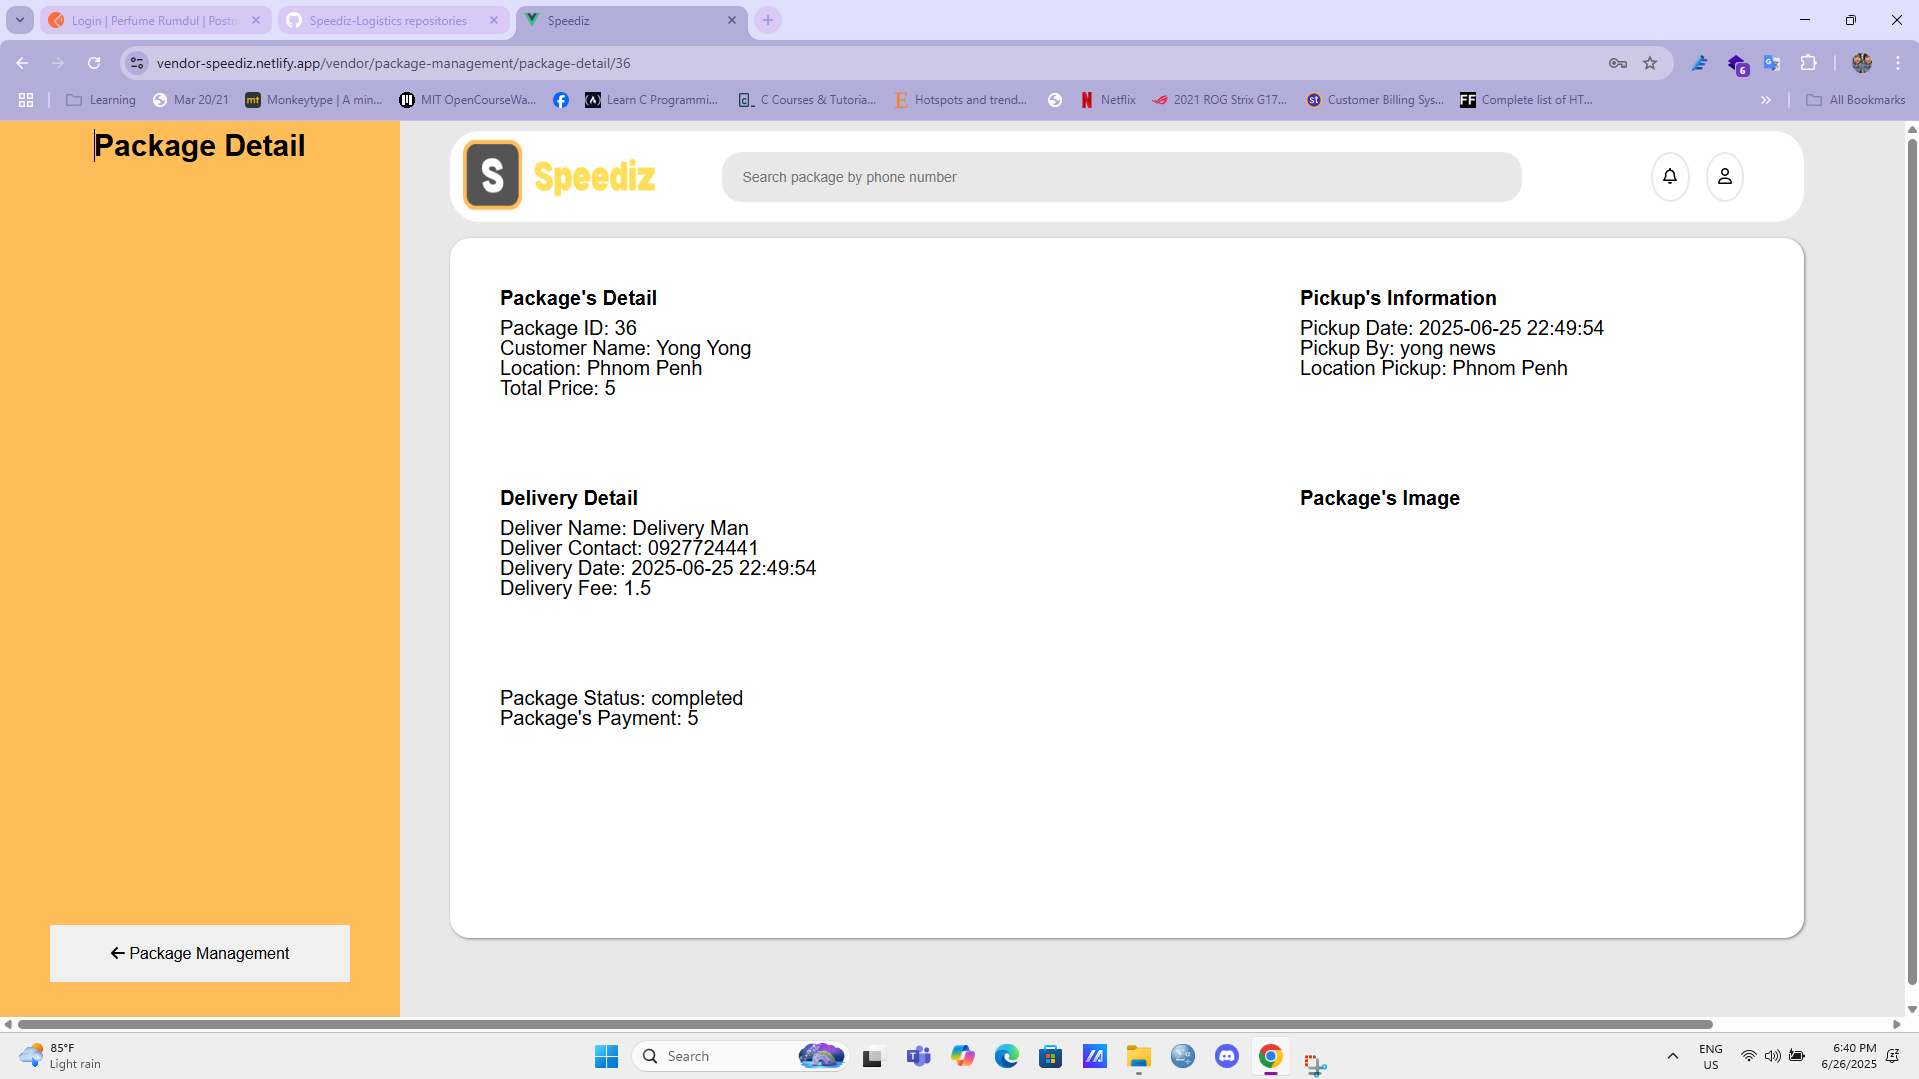 Login | Perfume Rumdul | Postm
Speediz-Logistics repositories
Speediz
vendor-speediz.netlify.app/vendor/package-management/package-detail/36
6
Learning
Mar 20/21
mt
Monkeytype | A min...
MIT OpenCourseWa...
Learn C Programmi...
C Courses & Tutoria...
Hotspots and trend...
Netflix
2021 ROG Strix G17...
Customer Billing Sys...
FF
Complete list of HT...
All Bookmarks
Package Detail
S
Speediz
Search package by phone number
Package's Detail
Package ID: 36
Customer Name: Yong Yong
Location: Phnom Penh
Total Price: 5
Pickup's Information
Pickup Date: 2025-06-25 22:49:54
Pickup By: yong news
Location Pickup: Phnom Penh
Delivery Detail
Deliver Name: Delivery Man
Deliver Contact: 0927724441
Delivery Date: 2025-06-25 22:49:54
Delivery Fee: 1.5
Package's Image
Package Status: completed
Package's Payment: 5
Package Management
85°F
Light rain
Search
ENG
US
6:40 PM
6/26/2025